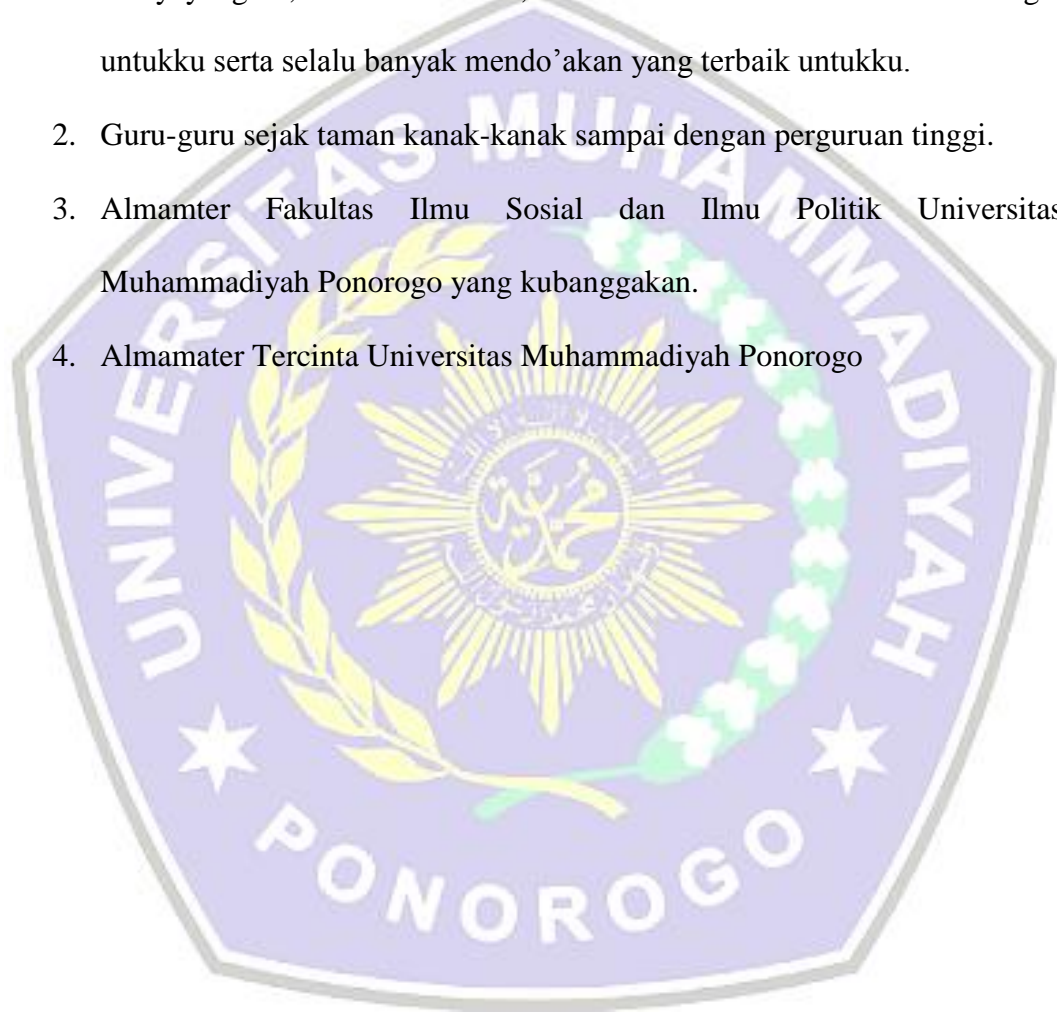 untukku serta selalu banyak mendo’akan yang terbaik untukku.
2. Guru-guru sejak taman kanak-kanak sampai dengan perguruan tinggi.
3. Almamter Fakultas Ilmu Sosial dan Ilmu Politik Universitas
Muhammadiyah Ponorogo yang kubanggakan.
4. Almamater Tercinta Universitas Muhammadiyah Ponorogo
UNIVERSITAS MUHAMMADIYAH
PONOROGO